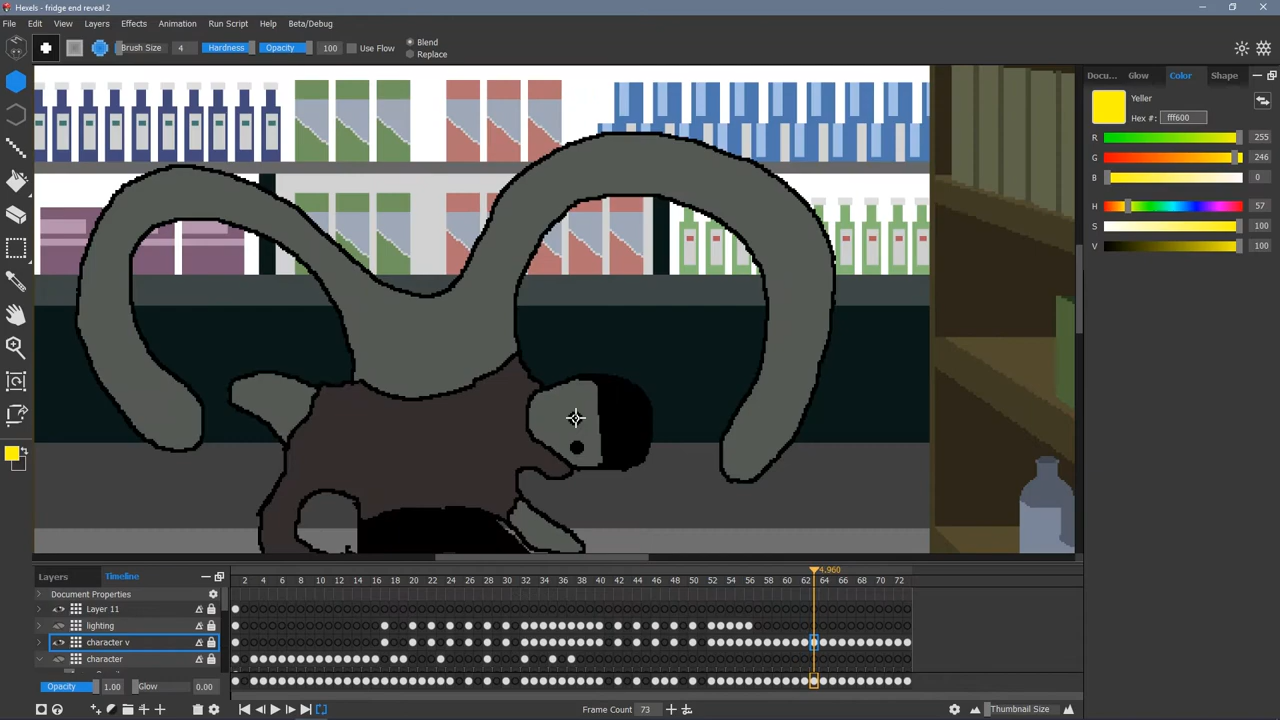 Hexels - fridge end reveal 2
File Edit View Layers Effects Animation Run Script Help Beta/Debug
Brush Size 4 Hardness Opacity 100 Use Flow Blend
Replace
Docu... Glow Color Shape
Yeller
Hex #: fff600
R 255
G 246
B 0
H 57
S 100
V 100
Layers Timeline
4.960
2 4 6 8 10 12 14 16 18 20 22 24 26 28 30 32 34 36 38 40 42 44 46 48 50 52 54 56 58 60 62 64 66 68 70 72
Document Properties
Layer 11
lighting
character v
character
Opacity 1.00 Glow 0.00
Frame Count 73 Thumbnail Size